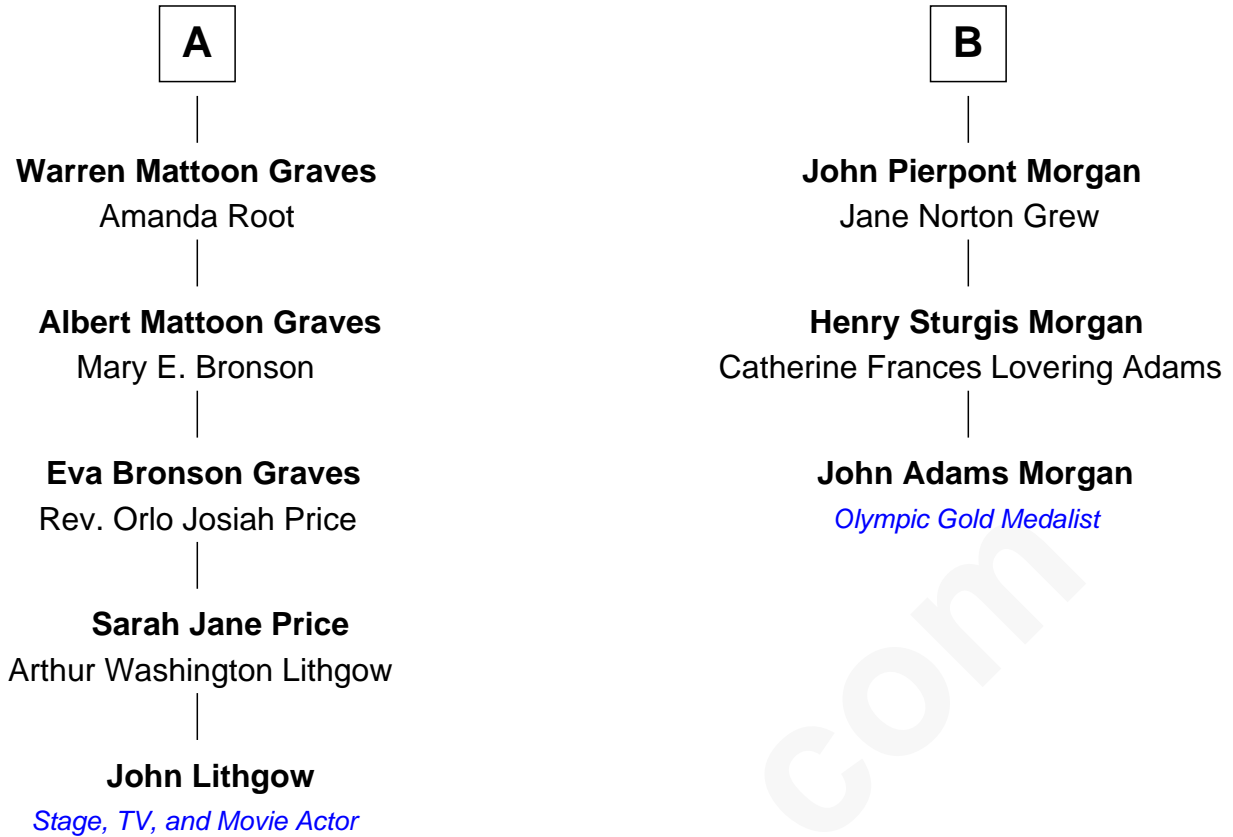 A
Warren Mattoon Graves
Amanda Root
Albert Mattoon Graves
Mary E. Bronson
Eva Bronson Graves
Rev. Orlo Josiah Price
Sarah Jane Price
Arthur Washington Lithgow
John Lithgow
Stage, TV, and Movie Actor
B
John Pierpont Morgan
Jane Norton Grew
Henry Sturgis Morgan
Catherine Frances Lovering Adams
John Adams Morgan
Olympic Gold Medalist
com